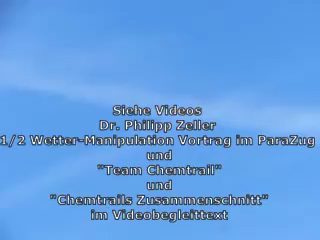 Siehe Videos
Dr. Philipp Zeller
1/2 Wetter-Manipulation Vortrag im ParaZug
und
"Team Chemtrail"
und
"Chemtrails Zusammenschnitt"
im Videobegleittext